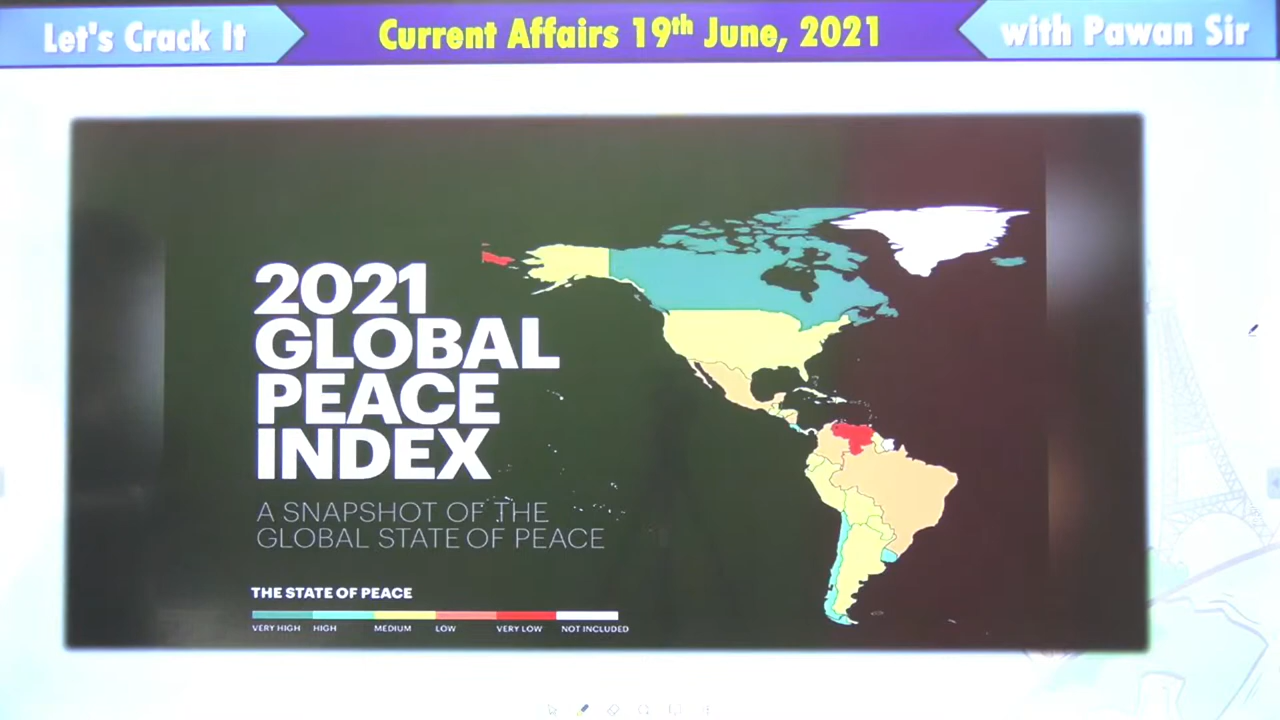 Let's Crack It
Current Affairs 19th June, 2021
with Pawan Sir
2021
GLOBAL
PEACE
INDEX
A SNAPSHOT OF THE
GLOBAL STATE OF PEACE
THE STATE OF PEACE
VERY HIGH
HIGH
MEDIUM
LOW
VERY LOW
NOT INCLUDED